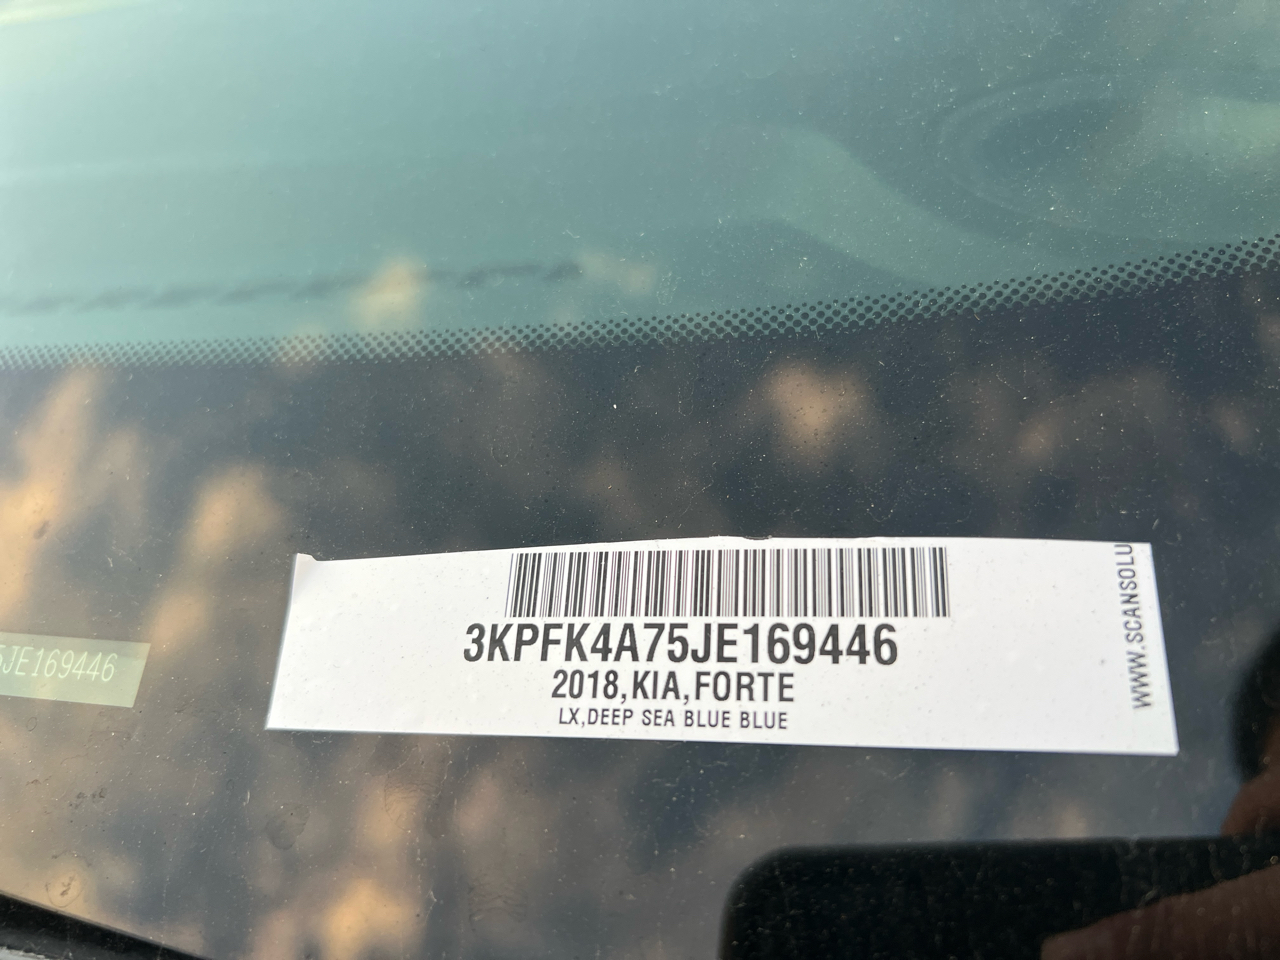 3KPFK4A75JE169446
2018,KIA,FORTE
LX,DEEP SEA BLUE BLUE
WWW.SCANSOLU
5JE169446